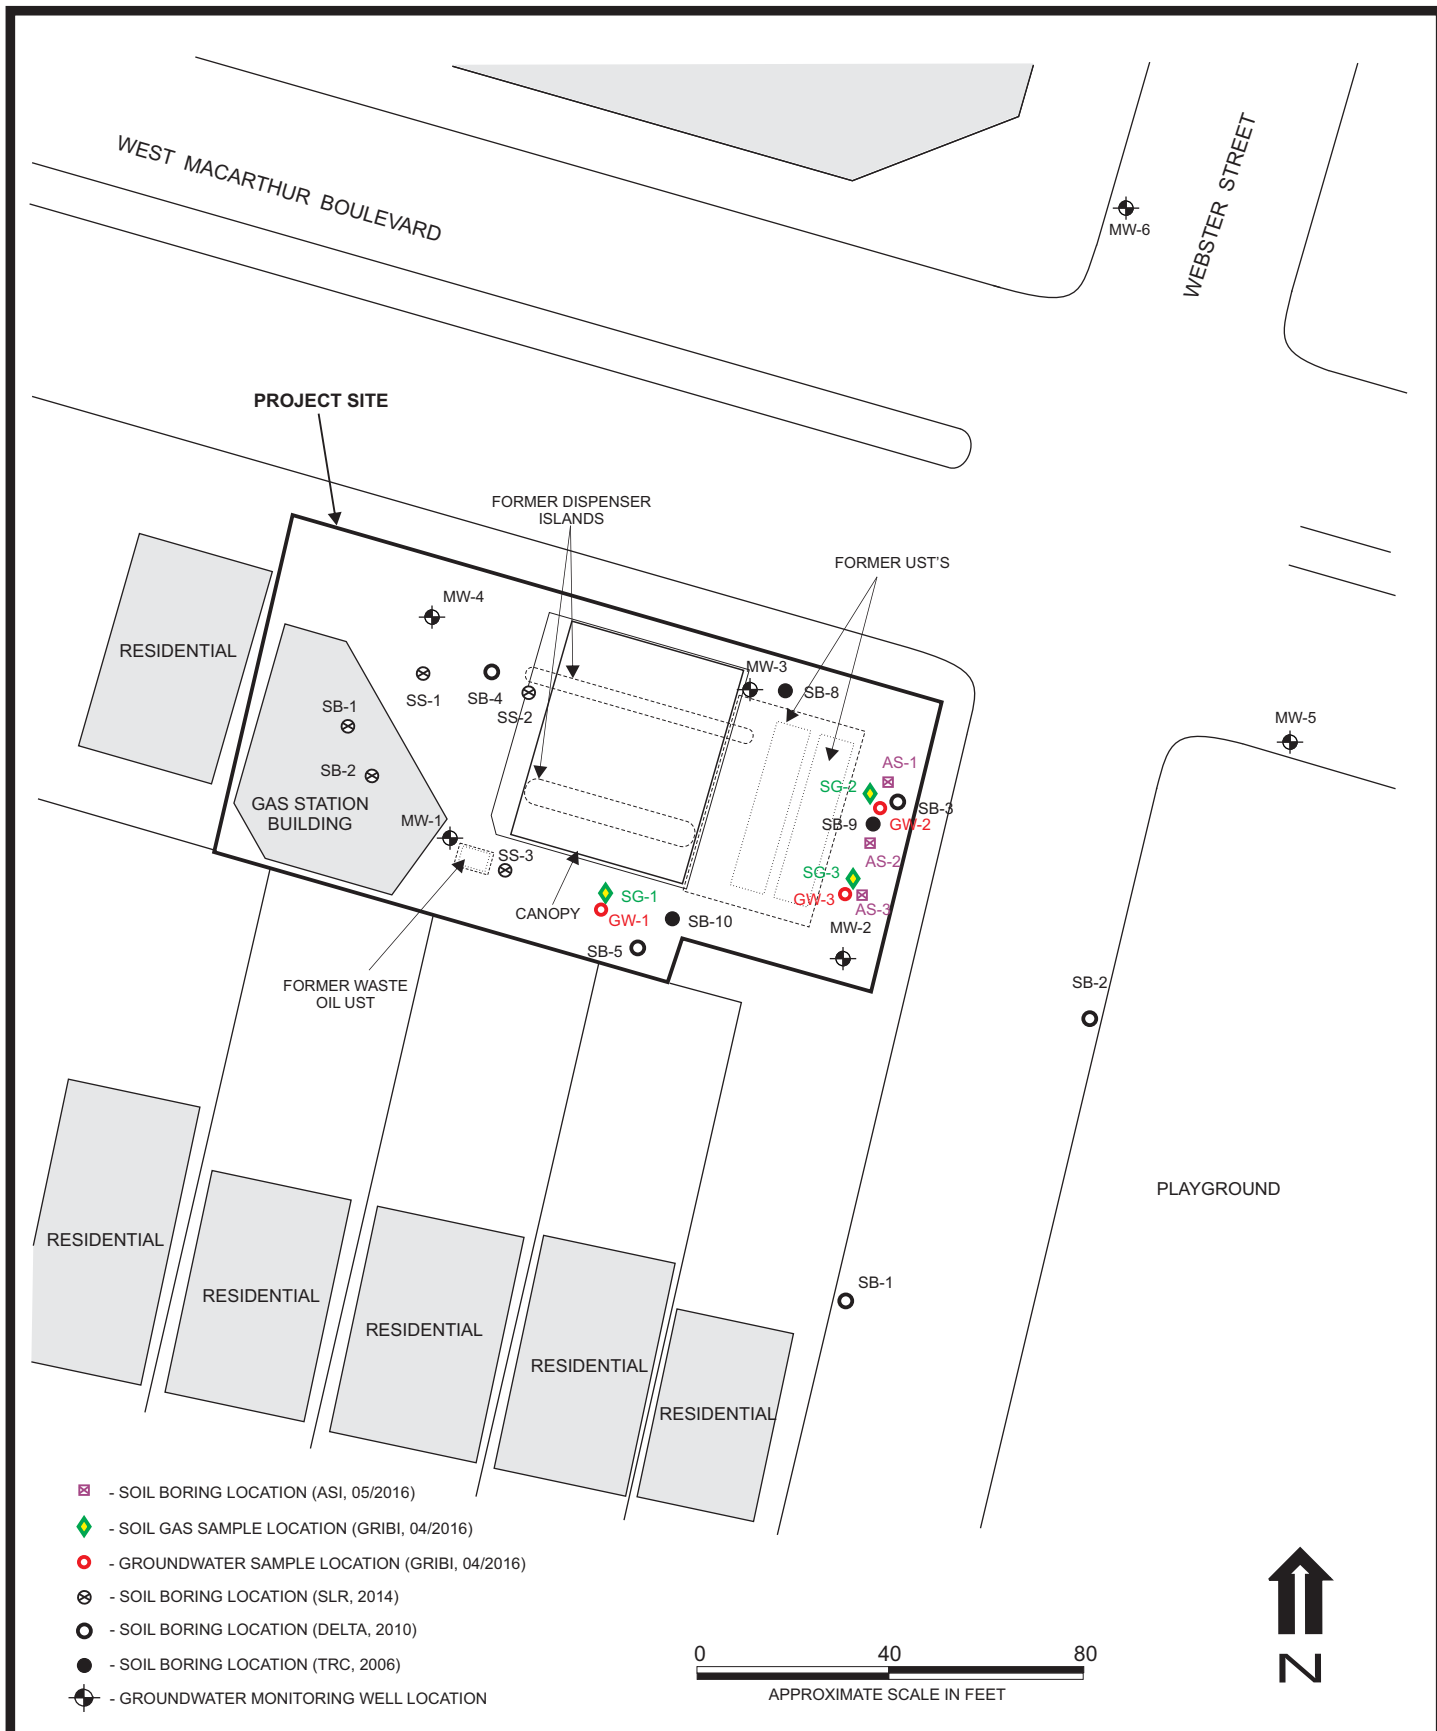 WEST MACARTHUR BOULEVARD
WEBSTER STREET
MW-6
PROJECT SITE
FORMER DISPENSER
ISLANDS
FORMER UST'S
MW-4
RESIDENTIAL
SS-1
SB-4
SS-2
MW-3
SB-8
SB-1
SB-2
GAS STATION
BUILDING
MW-1
SS-3
MW-5
AS-1
SG-2
SB-3
SB-9
GW-2
AS-2
SG-3
GW-3
AS-3
MW-2
SG-1
GW-1
CANOPY
SB-10
SB-5
FORMER WASTE
OIL UST
SB-2
PLAYGROUND
SB-1
RESIDENTIAL
RESIDENTIAL
RESIDENTIAL
RESIDENTIAL
RESIDENTIAL
- SOIL BORING LOCATION (ASI, 05/2016)
- SOIL GAS SAMPLE LOCATION (GRIBI, 04/2016)
- GROUNDWATER SAMPLE LOCATION (GRIBI, 04/2016)
- SOIL BORING LOCATION (SLR, 2014)
- SOIL BORING LOCATION (DELTA, 2010)
- SOIL BORING LOCATION (TRC, 2006)
- GROUNDWATER MONITORING WELL LOCATION
0 40 80
APPROXIMATE SCALE IN FEET
N